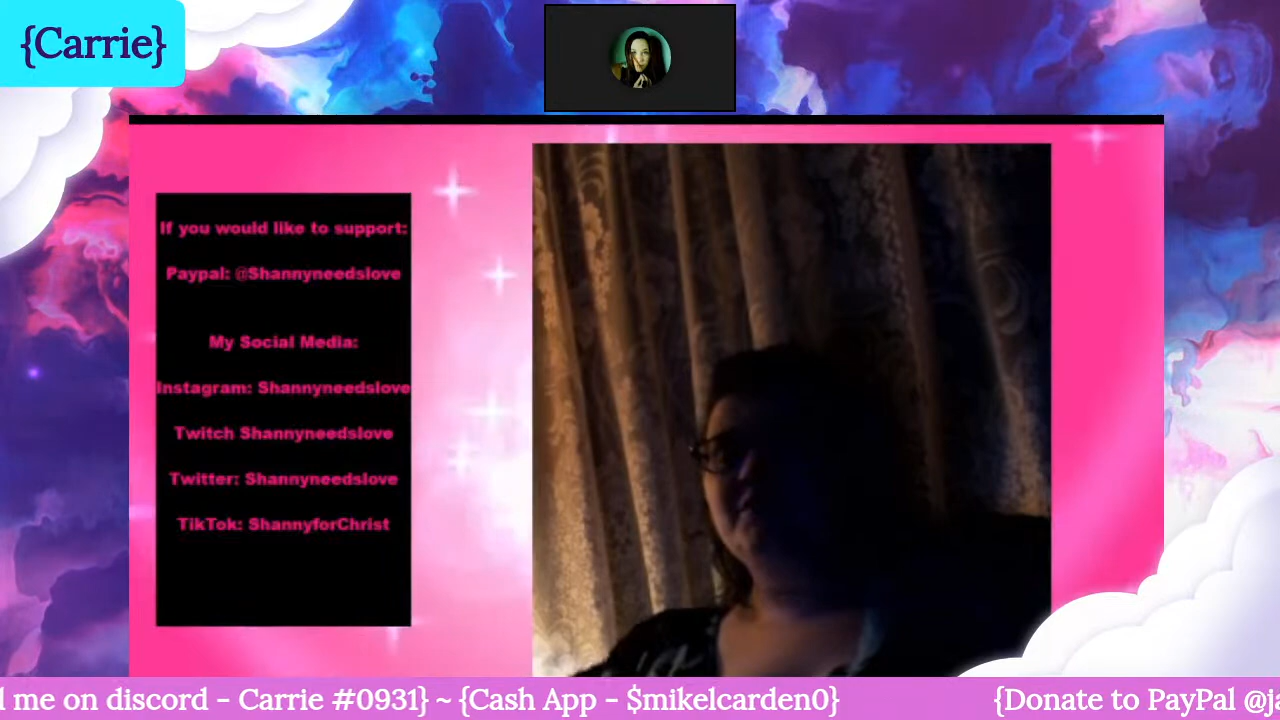 {Carrie}
If you would like to support:
Paypal: @Shannyneedslove
My Social Media:
Instagram: Shannyneedslove
Twitch Shannyneedslove
Twitter: Shannyneedslove
TikTok: ShannyforChrist
me on discord - Carrie #0931} ~ {Cash App - $mikelcarden0} {Donate to PayPal